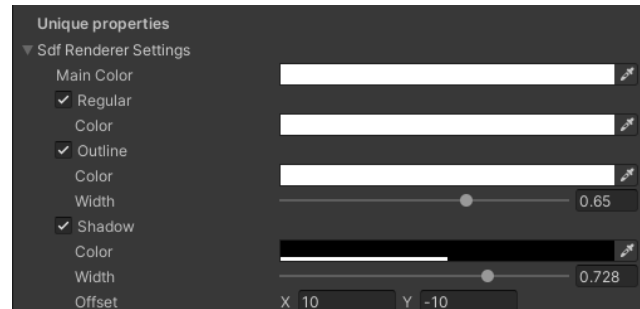 Unique properties
Sdf Renderer Settings
Main Color
Regular
Color
Outline
Color
Width 0.65
Shadow
Color
Width 0.728
Offset X 10 Y -10